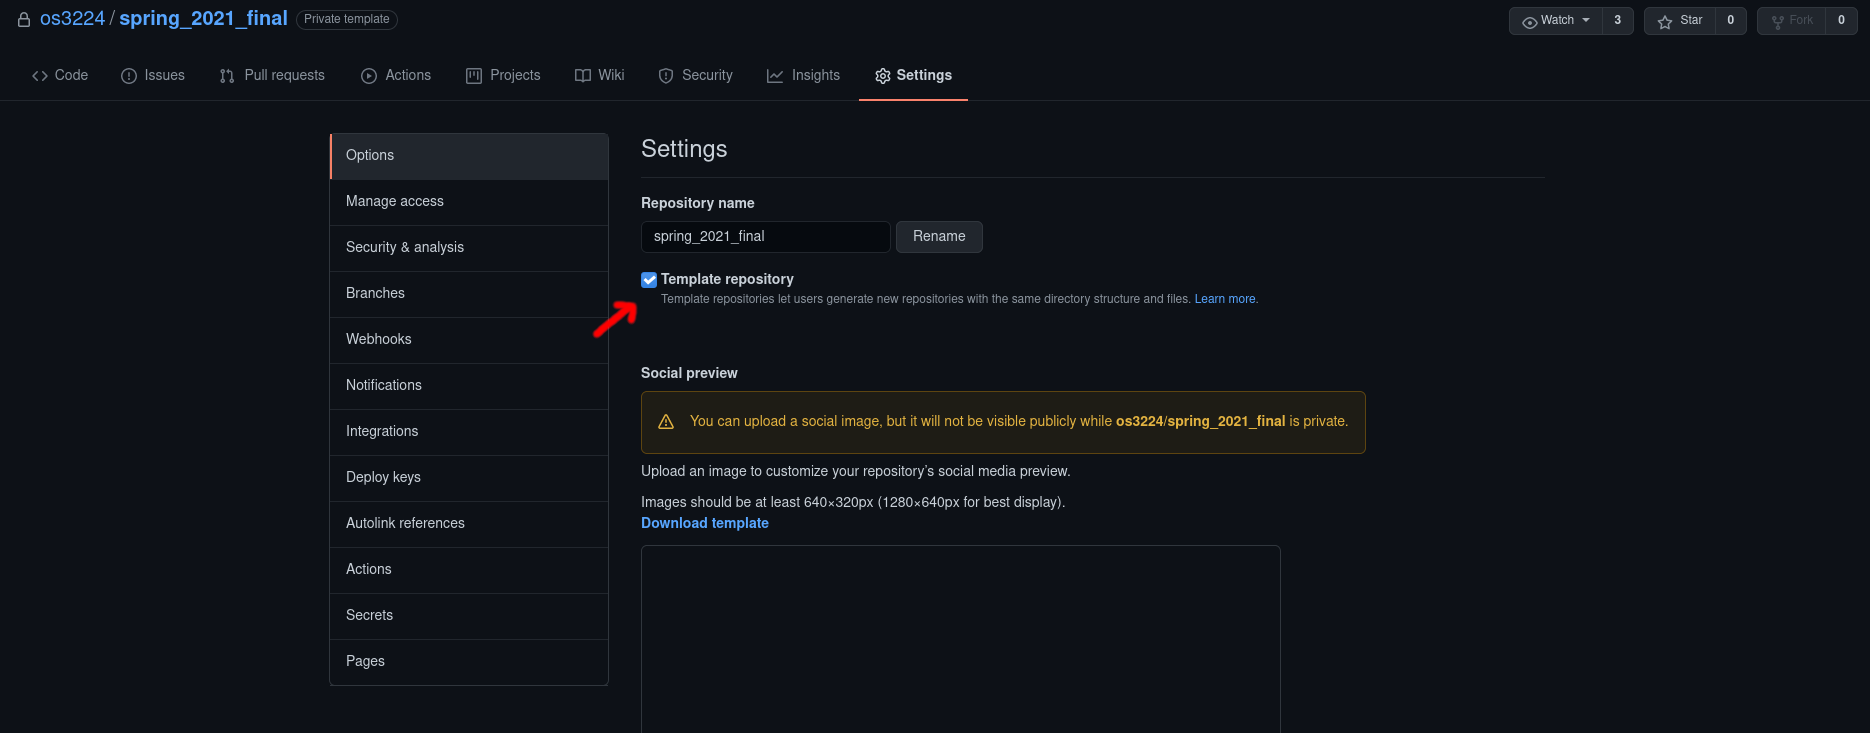 os3224 / spring_2021_final Private template
Watch 3 Star 0 Fork 0
Code Issues Pull requests Actions Projects Wiki Security Insights Settings
Options
Manage access
Security & analysis
Branches
Webhooks
Notifications
Integrations
Deploy keys
Autolink references
Actions
Secrets
Pages
Settings
Repository name
spring_2021_final Rename
Template repository
Template repositories let users generate new repositories with the same directory structure and files. Learn more.
Social preview
You can upload a social image, but it will not be visible publicly while os3224/spring_2021_final is private.
Upload an image to customize your repository's social media preview.
Images should be at least 640×320px (1280×640px for best display).
Download template